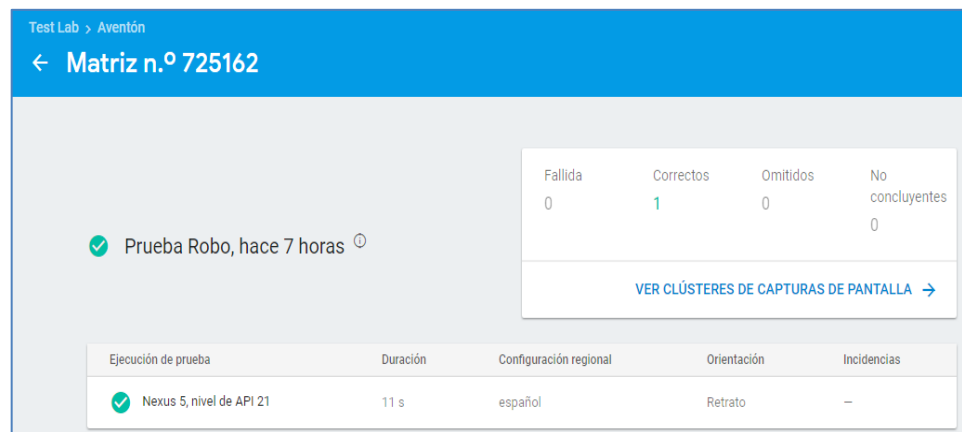 Test Lab > Aventón
← Matriz n.º 725162
Fallida Correctos Omitidos No concluyentes
0 1 0 0
Prueba Robo, hace 7 horas
VER CLÚSTERES DE CAPTURAS DE PANTALLA →
Ejecución de prueba Duración Configuración regional Orientación Incidencias
Nexus 5, nivel de API 21 11 s español Retrato —